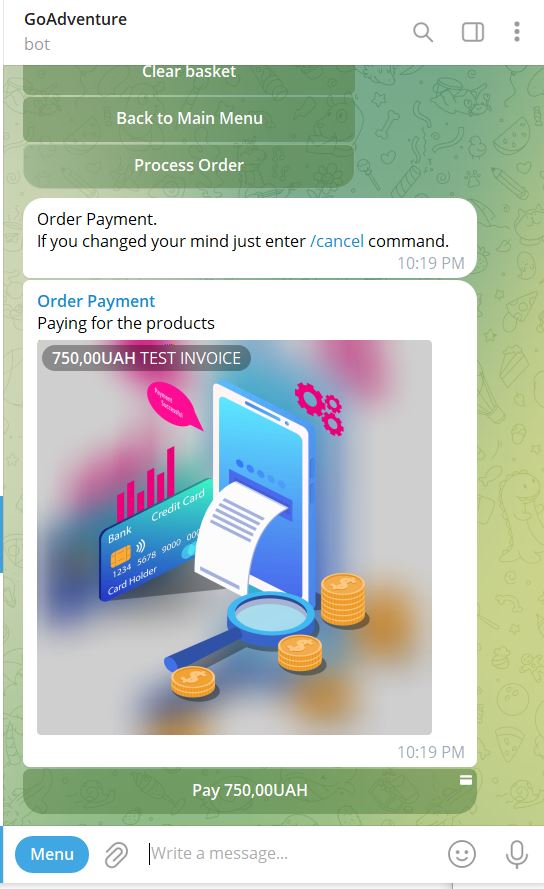 GoAdventure
bot
Clear basket
Back to Main Menu
Process Order
Order Payment.
If you changed your mind just enter /cancel command.
10:19 PM
Order Payment
Paying for the products
750,00UAH TEST INVOICE
Payment
Successful
Bank
Credit Card
1234 5678 9000 000
Card Holder
10:19 PM
Pay 750,00UAH
Menu
Write a message...